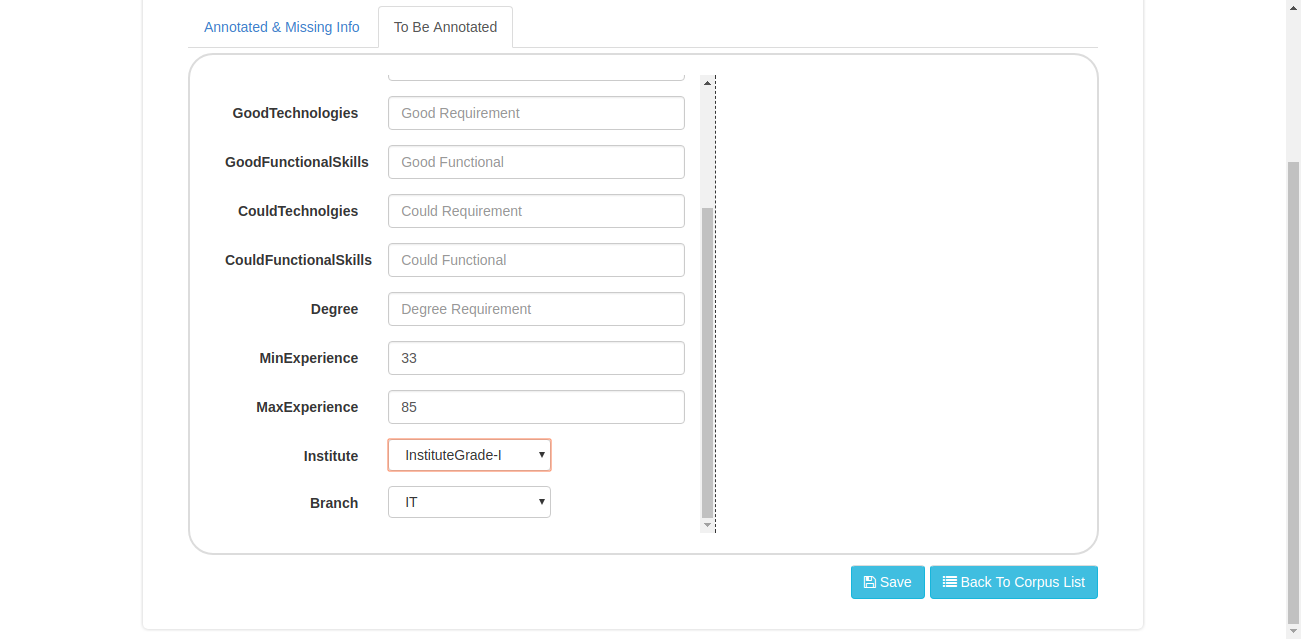 Annotated & Missing Info To Be Annotated
GoodTechnologies Good Requirement
GoodFunctionalSkills Good Functional
CouldTechnolgies Could Requirement
CouldFunctionalSkills Could Functional
Degree Degree Requirement
MinExperience 33
MaxExperience 85
Institute InstituteGrade-I
Branch IT
Save Back To Corpus List